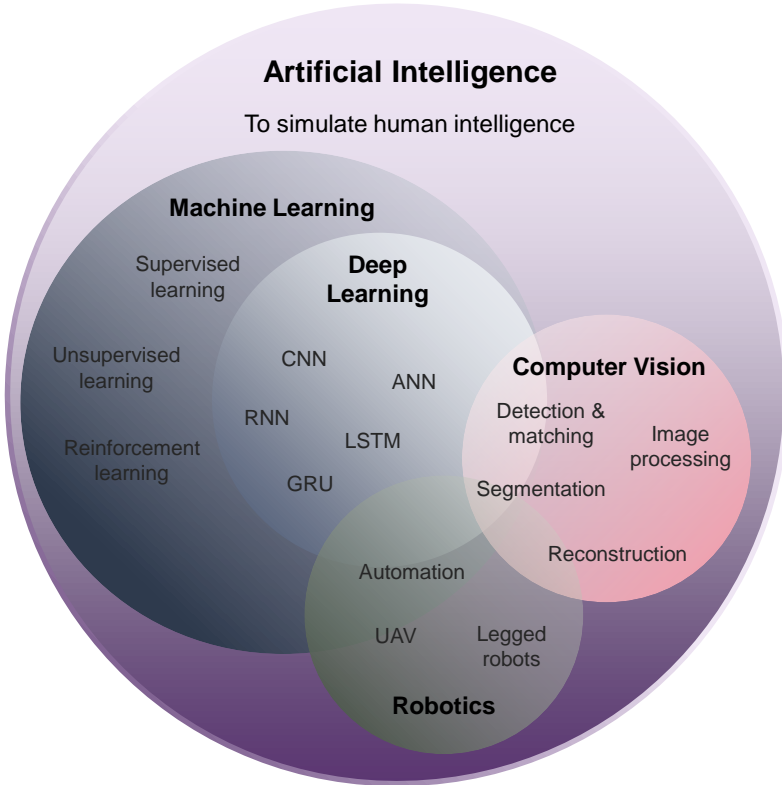 Artificial Intelligence
To simulate human intelligence
Machine Learning
Supervised
learning
Deep
Learning
Unsupervised
learning
CNN
ANN
Computer Vision
RNN
LSTM
Detection &
matching
Image
processing
Reinforcement
learning
GRU
Segmentation
Reconstruction
Automation
UAV
Legged
robots
Robotics